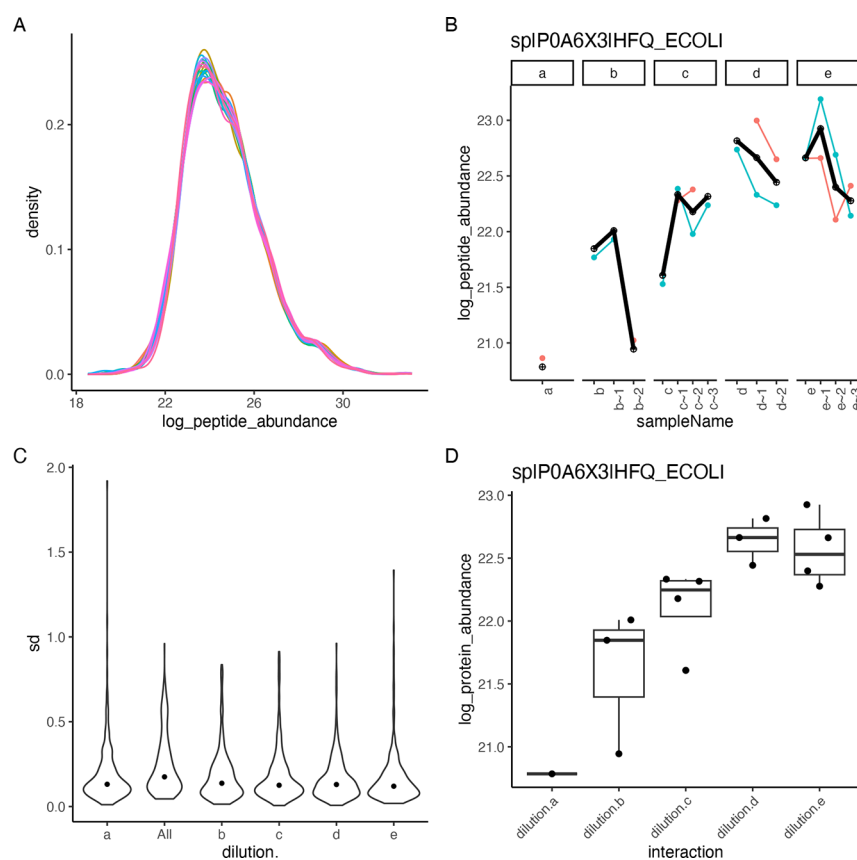 A
density
0.2
0.1
0.0
18
22
26
30
log_peptide_abundance
B
sp|P0A6X3|HFQ_ECOLI
a
b
c
d
e
log_peptide_abundance
23.0
22.5
22.0
21.5
21.0
a
b
b~1
b~2
c
c~1
c~2
c~3
d
d~1
d~2
e
e~1
e~2
e~3
sampleName
C
sd
2.0
1.5
1.0
0.5
0.0
a
All
b
c
d
e
dilution.
D
sp|P0A6X3|HFQ_ECOLI
log_protein_abundance
23.0
22.5
22.0
21.5
21.0
dilution.a
dilution.b
dilution.c
dilution.d
dilution.e
interaction